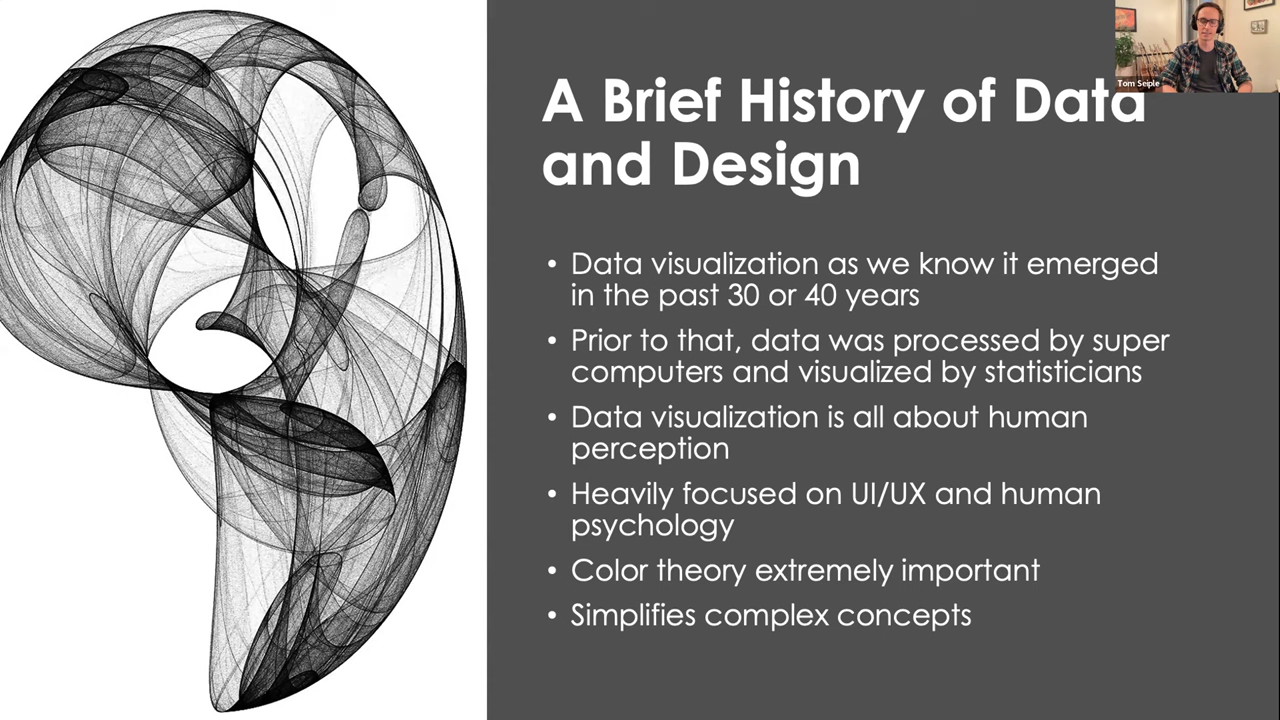 A Brief History of Data
and Design
• Data visualization as we know it emerged
in the past 30 or 40 years
• Prior to that, data was processed by super
computers and visualized by statisticians
• Data visualization is all about human
perception
• Heavily focused on UI/UX and human
psychology
• Color theory extremely important
• Simplifies complex concepts
Tom Seiple